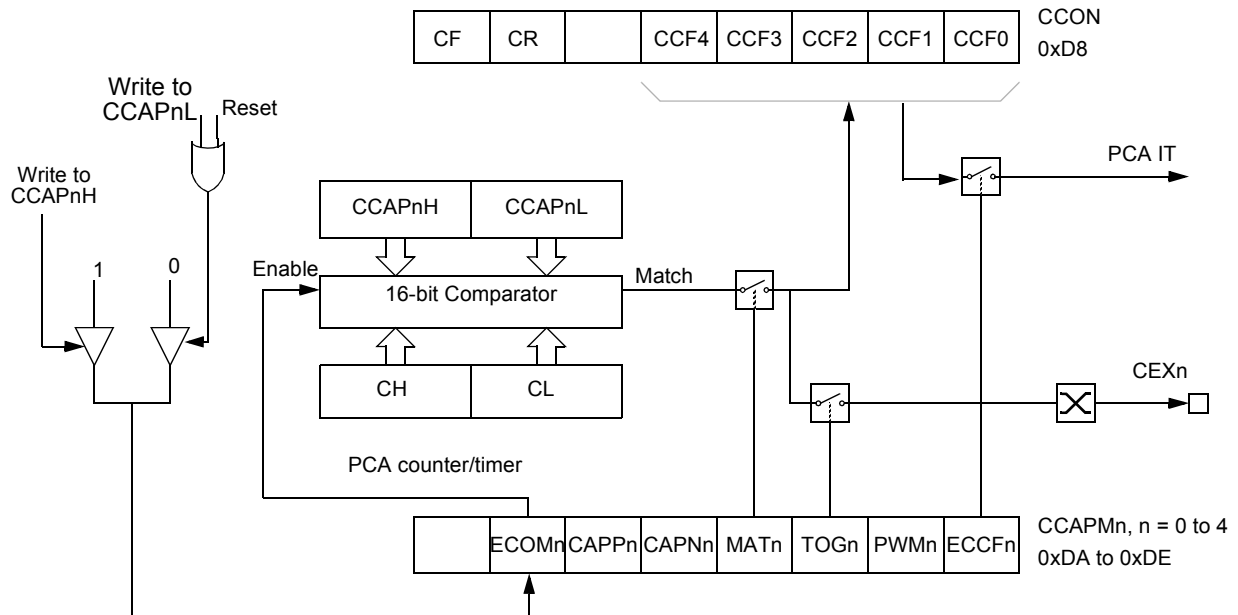 CCON
CF CR CCF4 CCF3 CCF2 CCF1 CCF0
0xD8
Write to
CCAPnL
Reset
PCA IT
Write to
CCAPnH
CCAPnH CCAPnL
1 0
Enable
Match
16-bit Comparator
CH CL
CEXn
PCA counter/timer
ECOMn CAPPn CAPNn MATn TOGn PWMn ECCFn
CCAPMn, n = 0 to 4
0xDA to 0xDE